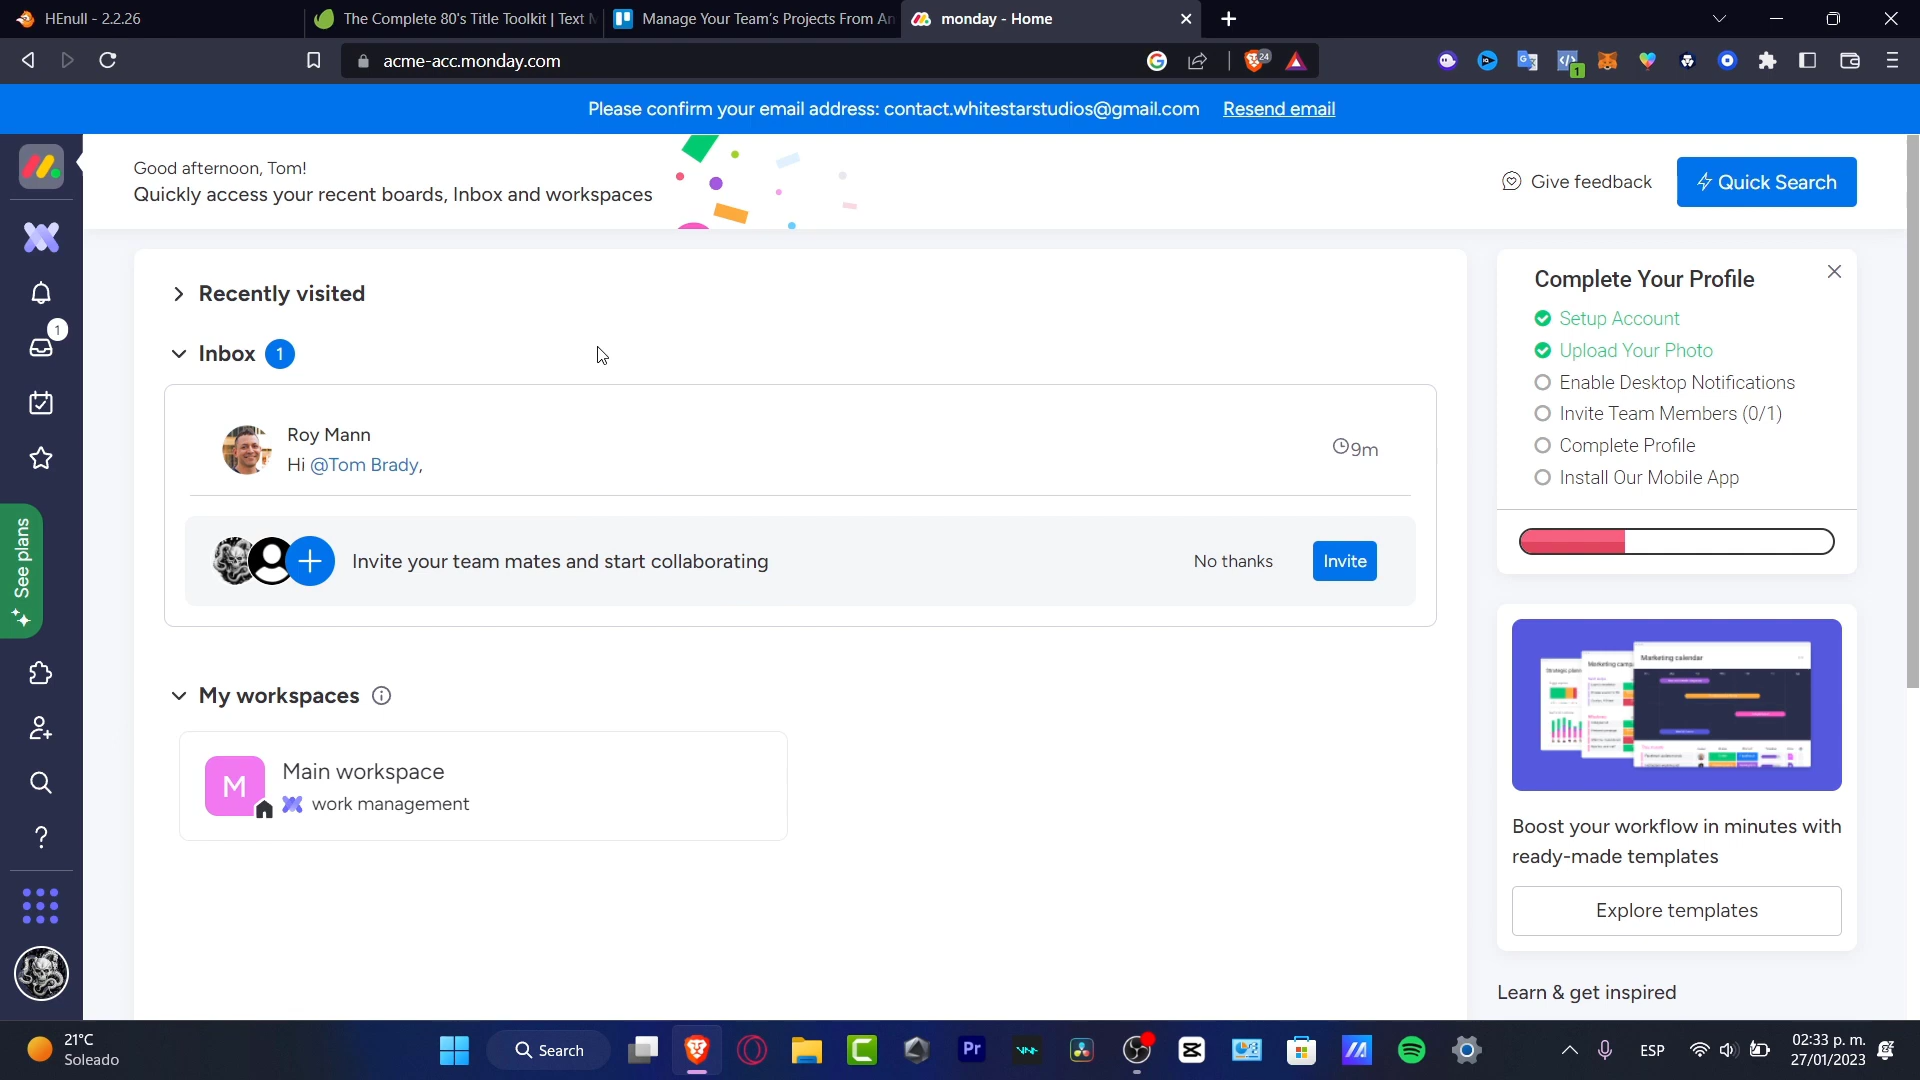 HEnull - 2.2.26
The Complete 80's Title Toolkit | Text
Manage Your Team's Projects From An
monday - Home
acme-acc.monday.com
24
1
Please confirm your email address: contact.whitestarstudios@gmail.com Resend email
Good afternoon, Tom!
Quickly access your recent boards, Inbox and workspaces
Give feedback
Quick Search
Recently visited
Inbox 1
1
Roy Mann
Hi @Tom Brady,
9m
Invite your team mates and start collaborating
No thanks
Invite
See plans
My workspaces
M
Main workspace
work management
Complete Your Profile
Setup Account
Upload Your Photo
Enable Desktop Notifications
Invite Team Members (0/1)
Complete Profile
Install Our Mobile App
Marketing calendar
Boost your workflow in minutes with
ready-made templates
Explore templates
Learn & get inspired
21°C
Soleado
Search
Pr
ESP
02:33 p. m.
27/01/2023